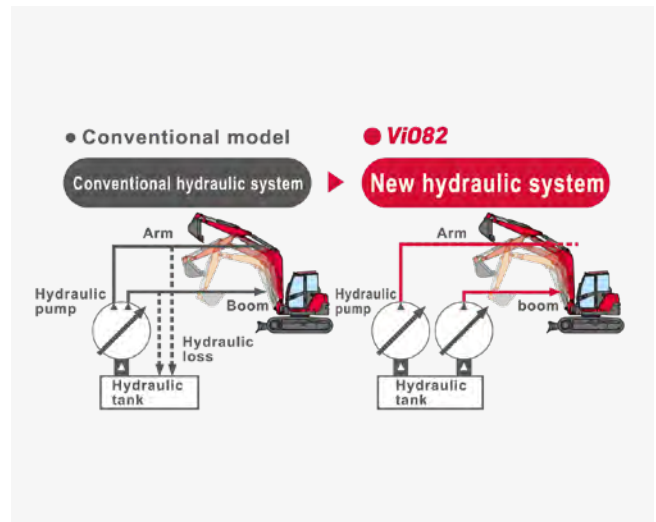 Conventional model
ViO82
Conventional hydraulic system
New hydraulic system
Arm
Hydraulic
pump
Boom
Hydraulic
loss
Hydraulic
tank
Arm
Hydraulic
pump
boom
Hydraulic
tank